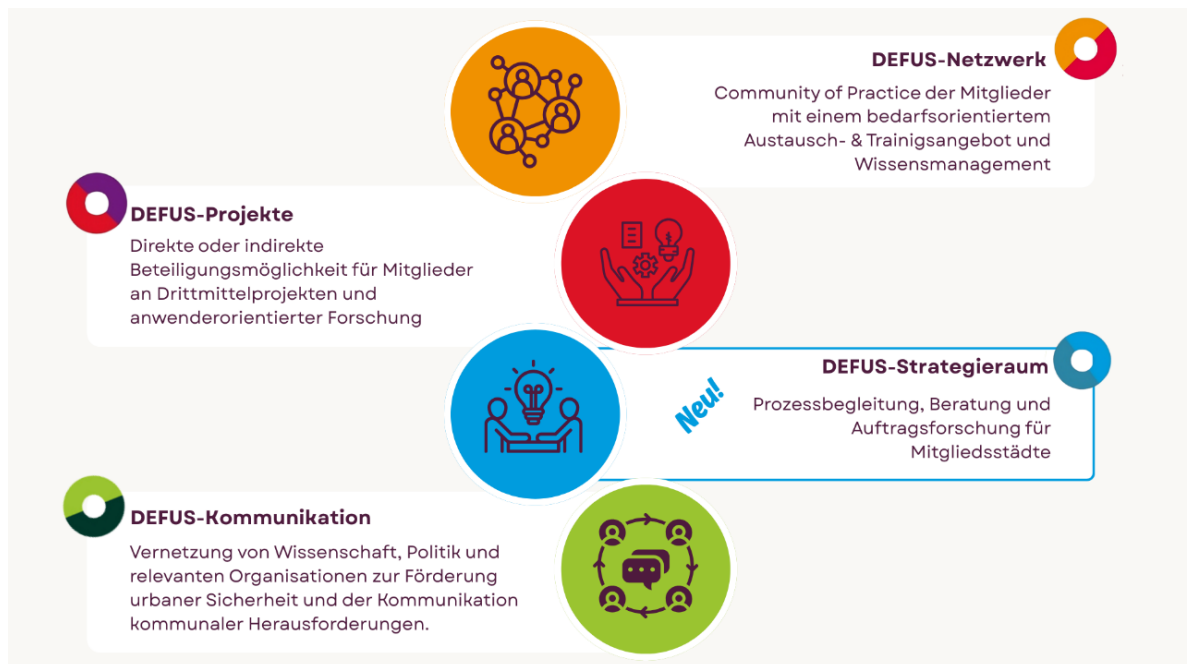 DEFUS-Netzwerk
Community of Practice der Mitglieder
mit einem bedarfsorientiertem
Austausch- & Trainigsangebot und
Wissensmanagement
DEFUS-Projekte
Direkte oder indirekte
Beteiligungsmöglichkeit für Mitglieder
an Drittmittelprojekten und
anwenderorientierter Forschung
Neu!
DEFUS-Strategieraum
Prozessbegleitung, Beratung und
Auftragsforschung für
Mitgliedsstädte
DEFUS-Kommunikation
Vernetzung von Wissenschaft, Politik und
relevanten Organisationen zur Förderung
urbaner Sicherheit und der Kommunikation
kommunaler Herausforderungen.